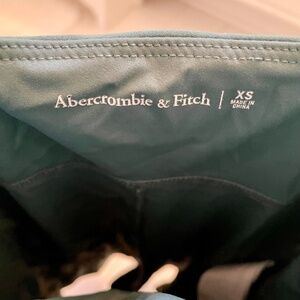 Abercrombie & Fitch | XS
MADE IN
CHINA